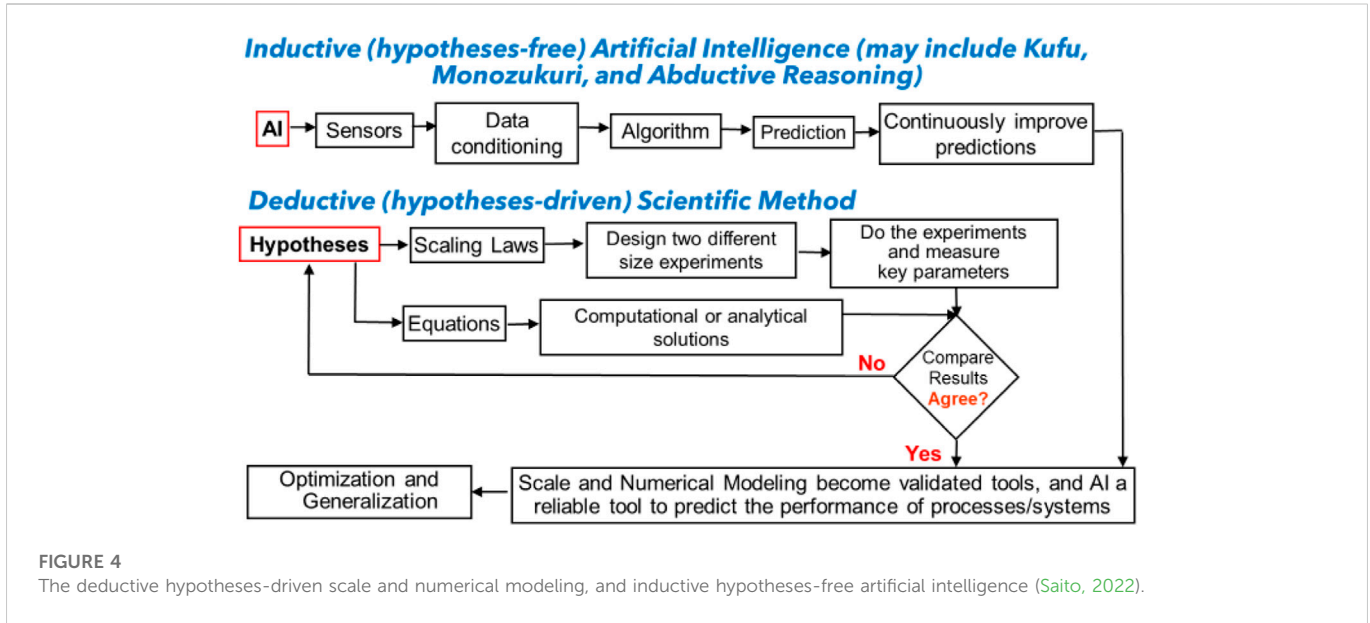 Inductive (hypotheses-free) Artificial Intelligence (may include Kufu,
Monozukuri, and Abductive Reasoning)
AI
Sensors
Data
conditioning
Algorithm
Prediction
Continuously improve
predictions
Deductive (hypotheses-driven) Scientific Method
Hypotheses
Scaling Laws
Design two different
size experiments
Do the experiments
and measure
key parameters
Equations
Computational or analytical
solutions
Compare
Results
Agree?
No
Yes
Optimization and
Generalization
Scale and Numerical Modeling become validated tools, and AI a
reliable tool to predict the performance of processes/systems
FIGURE 4
The deductive hypotheses-driven scale and numerical modeling, and inductive hypotheses-free artificial intelligence (Saito, 2022).